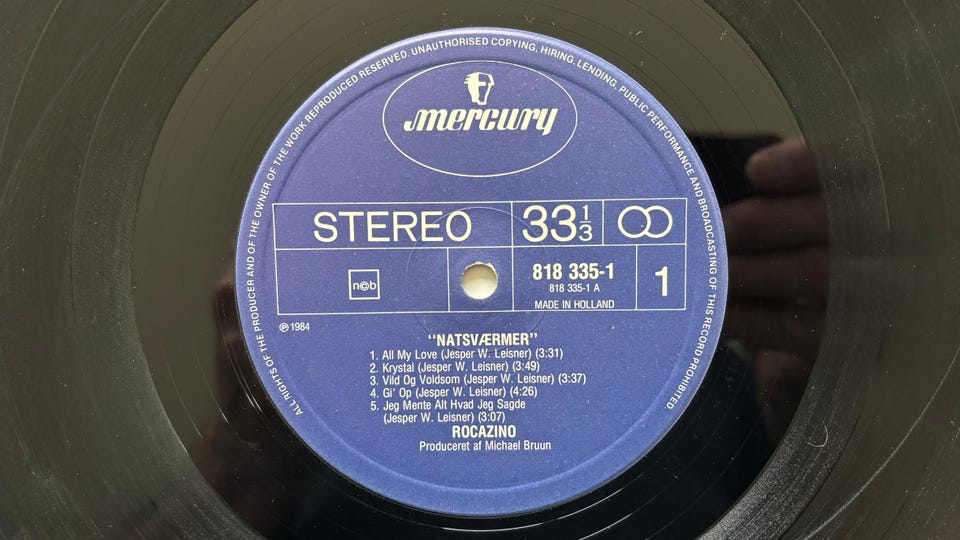 ALL RIGHTS OF THE PRODUCER AND OF THE OWNER OF THE WORK REPRODUCED RESERVED. UNAUTHORISED COPYING, HIRING, LENDING, PUBLIC PERFORMANCE AND BROADCASTING OF THIS RECORD PROHIBITED
mercury
STEREO 33 1/3
n©b 818 335-1 1
818 335-1 A
MADE IN HOLLAND
℗ 1984
“NATSVÆRMER”
1. All My Love (Jesper W. Leisner) (3:31)
2. Krystal (Jesper W. Leisner) (3:49)
3. Vild Og Voldsom (Jesper W. Leisner) (3:37)
4. Gi' Op (Jesper W. Leisner) (4:26)
5. Jeg Mente Alt Hvad Jeg Sagde
(Jesper W. Leisner) (3:07)
ROCAZINO
Produceret af Michael Bruun